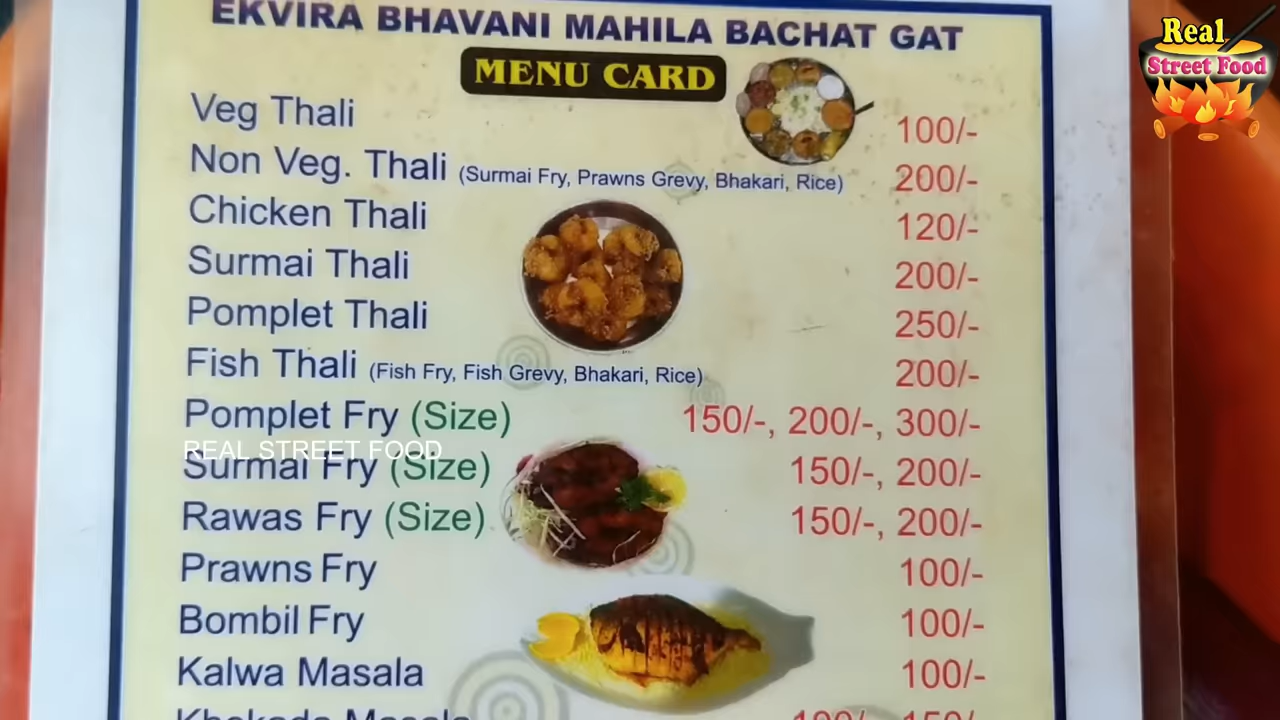 EKVIRA BHAVANI MAHILA BACHAT GAT
MENU CARD
Real
Street Food
Veg Thali 100/-
Non Veg. Thali (Surmai Fry, Prawns Grevy, Bhakari, Rice) 200/-
Chicken Thali 120/-
Surmai Thali 200/-
Pomplet Thali 250/-
Fish Thali (Fish Fry, Fish Grevy, Bhakari, Rice) 200/-
Pomplet Fry (Size) 150/-, 200/-, 300/-
REAL STREET FOOD
Surmai Fry (Size) 150/-, 200/-
Rawas Fry (Size) 150/-, 200/-
Prawns Fry 100/-
Bombil Fry 100/-
Kalwa Masala 100/-